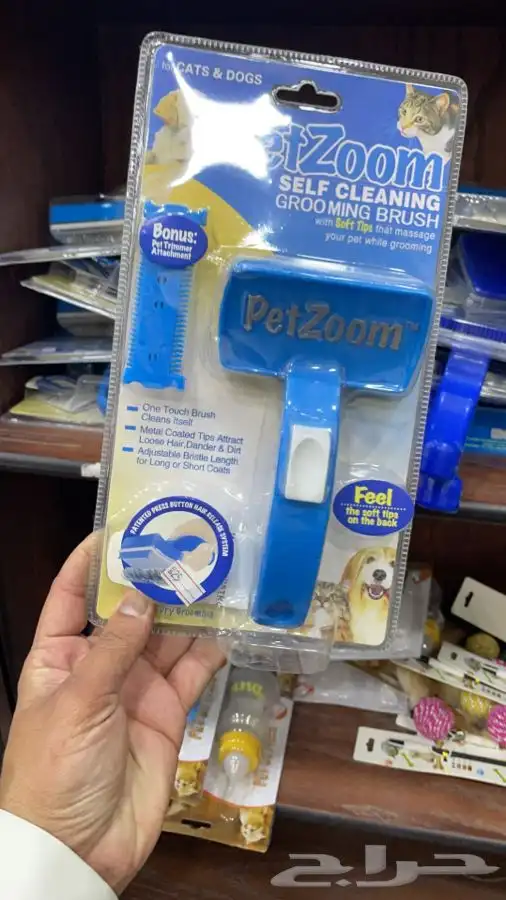 for CATS & DOGS
PetZoom
SELF CLEANING
GROOMING BRUSH
with Soft Tips that massage
your pet while grooming
Bonus:
Pet Trimmer
Attachment
PetZoom™
One Touch Brush
Cleans Itself
Metal Coated Tips Attract
Loose Hair, Dander & Dirt
Adjustable Bristle Length
for Long or Short Coats
Feel
the soft tips
on the back
PATENTED PRESS BUTTON HAIR RELEASE SYSTEM
Grooming
حراج